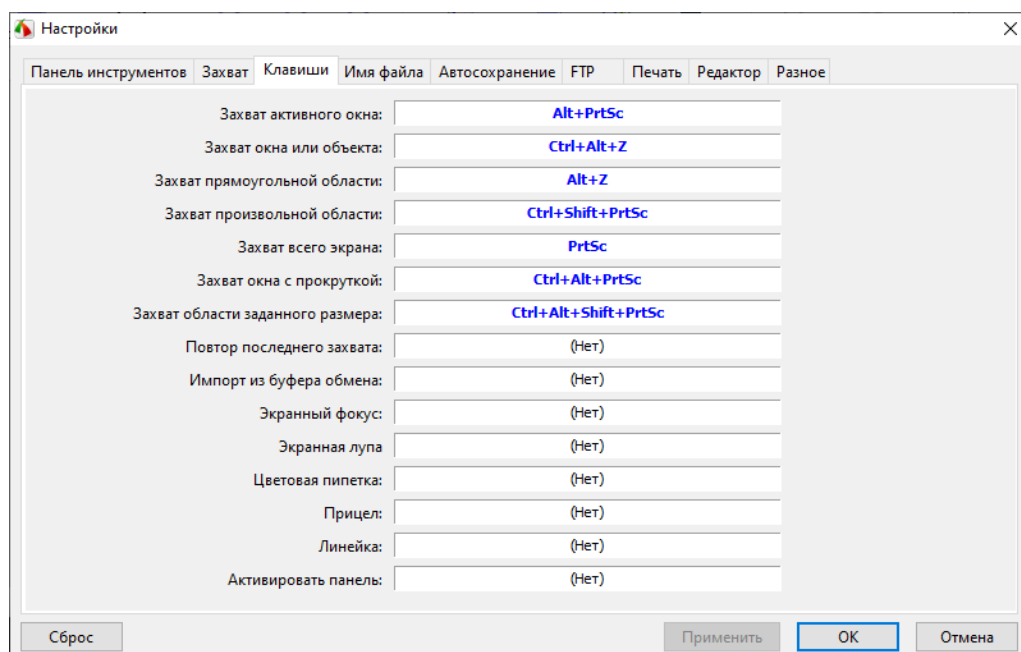 Настройки
Панель инструментов Захват Клавиши Имя файла Автосохранение FTP Печать Редактор Разное
Захват активного окна: Alt+PrtSc
Захват окна или объекта: Ctrl+Alt+Z
Захват прямоугольной области: Alt+Z
Захват произвольной области: Ctrl+Shift+PrtSc
Захват всего экрана: PrtSc
Захват окна с прокруткой: Ctrl+Alt+PrtSc
Захват области заданного размера: Ctrl+Alt+Shift+PrtSc
Повтор последнего захвата: (Нет)
Импорт из буфера обмена: (Нет)
Экранный фокус: (Нет)
Экранная лупа (Нет)
Цветовая пипетка: (Нет)
Прицел: (Нет)
Линейка: (Нет)
Активировать панель: (Нет)
Сброс Применить OK Отмена